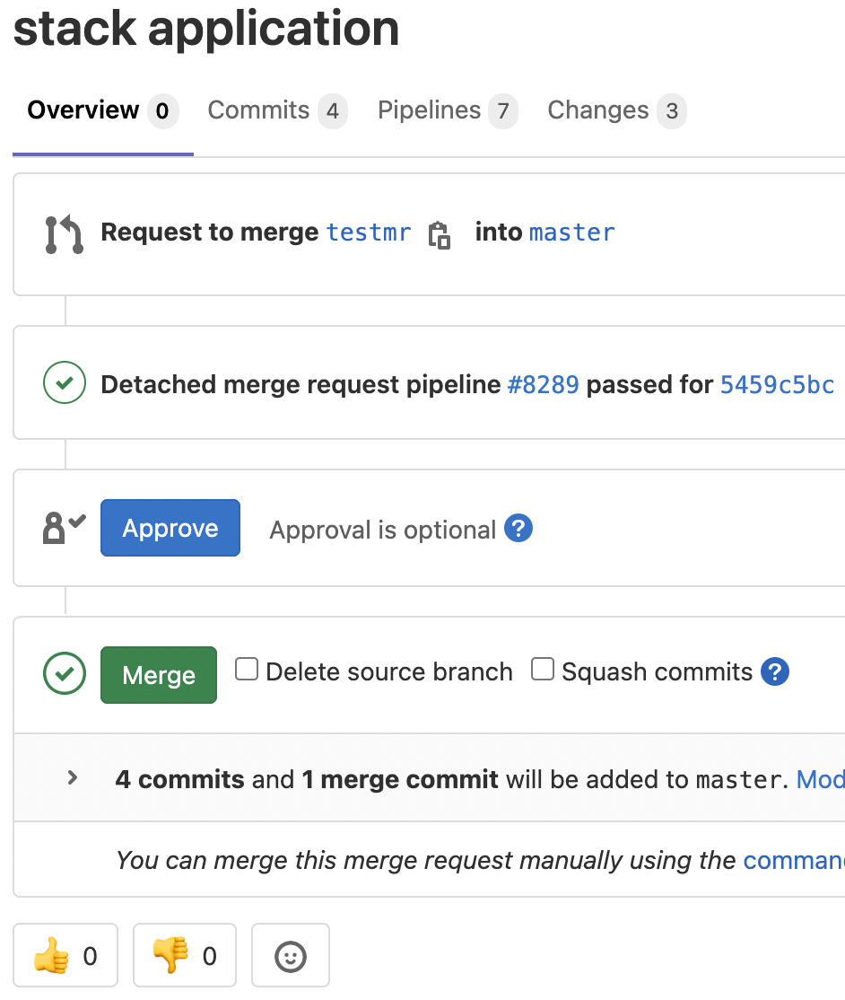 stack application
Overview 0 Commits 4 Pipelines 7 Changes 3
Request to merge testmr into master
Detached merge request pipeline #8289 passed for 5459c5bc
Approve Approval is optional ?
Merge Delete source branch Squash commits ?
4 commits and 1 merge commit will be added to master. Mod
You can merge this merge request manually using the comman
0 0